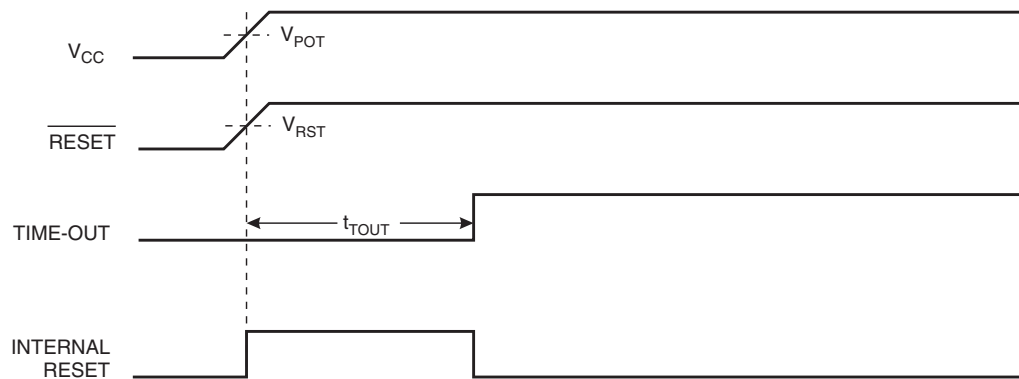 V_CC
V_POT
RESET
V_RST
TIME-OUT
t_TOUT
INTERNAL
RESET